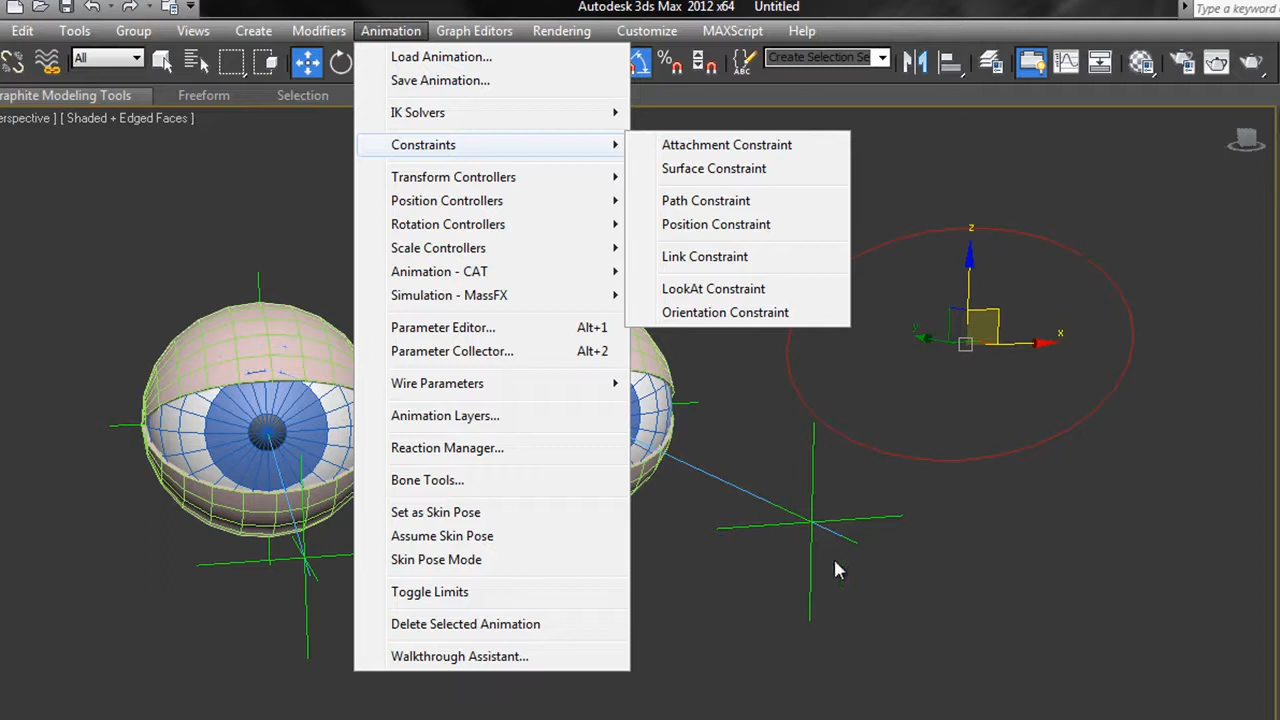 Autodesk 3ds Max 2012 x64 Untitled
Type a keyword
Edit Tools Group Views Create Modifiers Animation Graph Editors Rendering Customize MAXScript Help
All
Create Selection Se
raphite Modeling Tools Freeform Selection
erspective ] [ Shaded + Edged Faces ]
Load Animation...
Save Animation...
IK Solvers
Constraints
Transform Controllers
Position Controllers
Rotation Controllers
Scale Controllers
Animation - CAT
Simulation - MassFX
Parameter Editor... Alt+1
Parameter Collector... Alt+2
Wire Parameters
Animation Layers...
Reaction Manager...
Bone Tools...
Set as Skin Pose
Assume Skin Pose
Skin Pose Mode
Toggle Limits
Delete Selected Animation
Walkthrough Assistant...
Attachment Constraint
Surface Constraint
Path Constraint
Position Constraint
Link Constraint
LookAt Constraint
Orientation Constraint
z
y
x